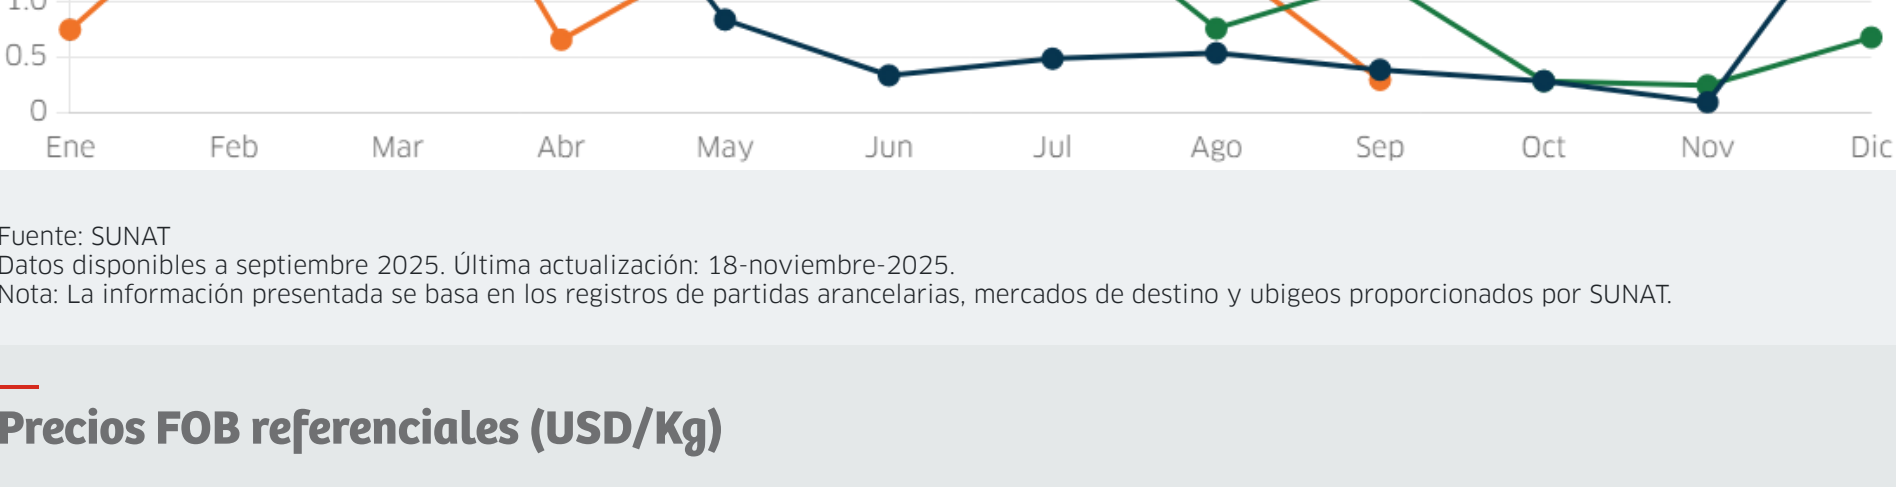 1.0
0.5
0
Ene Feb Mar Abr May Jun Jul Ago Sep Oct Nov Dic
Fuente: SUNAT
Datos disponibles a septiembre 2025. Última actualización: 18-noviembre-2025.
Nota: La información presentada se basa en los registros de partidas arancelarias, mercados de destino y ubigeos proporcionados por SUNAT.
Precios FOB referenciales (USD/Kg)